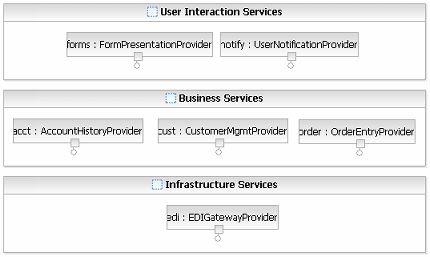 User Interaction Services
forms : FormPresentationProvider
notify : UserNotificationProvider
Business Services
acct : AccountHistoryProvider
cust : CustomerMgmtProvider
order : OrderEntryProvider
Infrastructure Services
edi : EDIGatewayProvider